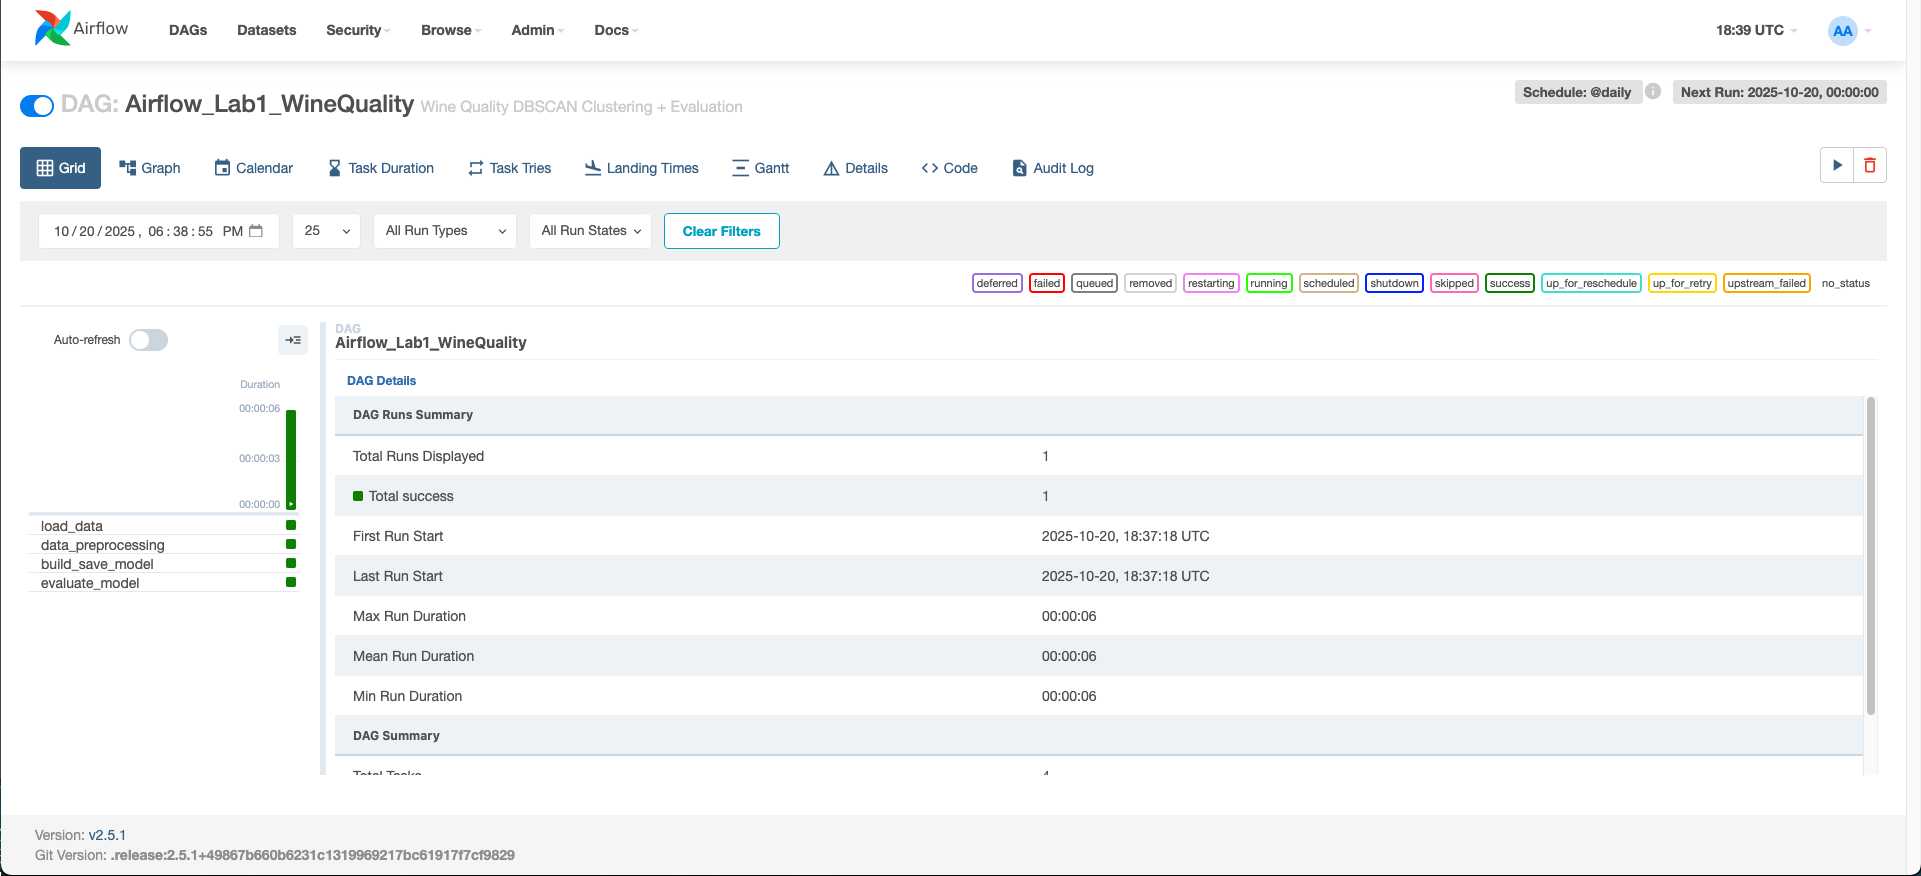 Airflow DAGs Datasets Security Browse Admin Docs 18:39 UTC AA
DAG: Airflow_Lab1_WineQuality Wine Quality DBSCAN Clustering + Evaluation Schedule: @daily i Next Run: 2025-10-20, 00:00:00
Grid Graph Calendar Task Duration Task Tries Landing Times Gantt Details Code Audit Log
10/20/2025, 06:38:55 PM 25 All Run Types All Run States Clear Filters
deferred failed queued removed restarting running scheduled shutdown skipped success up_for_reschedule up_for_retry upstream_failed no_status
Auto-refresh
Duration
00:00:06
00:00:03
00:00:00
load_data
data_preprocessing
build_save_model
evaluate_model
DAG
Airflow_Lab1_WineQuality
DAG Details
DAG Runs Summary
Total Runs Displayed 1
Total success 1
First Run Start 2025-10-20, 18:37:18 UTC
Last Run Start 2025-10-20, 18:37:18 UTC
Max Run Duration 00:00:06
Mean Run Duration 00:00:06
Min Run Duration 00:00:06
DAG Summary
Total Tasks 4
Version: v2.5.1
Git Version: .release:2.5.1+49867b660b6231c1319969217bc61917f7cf9829